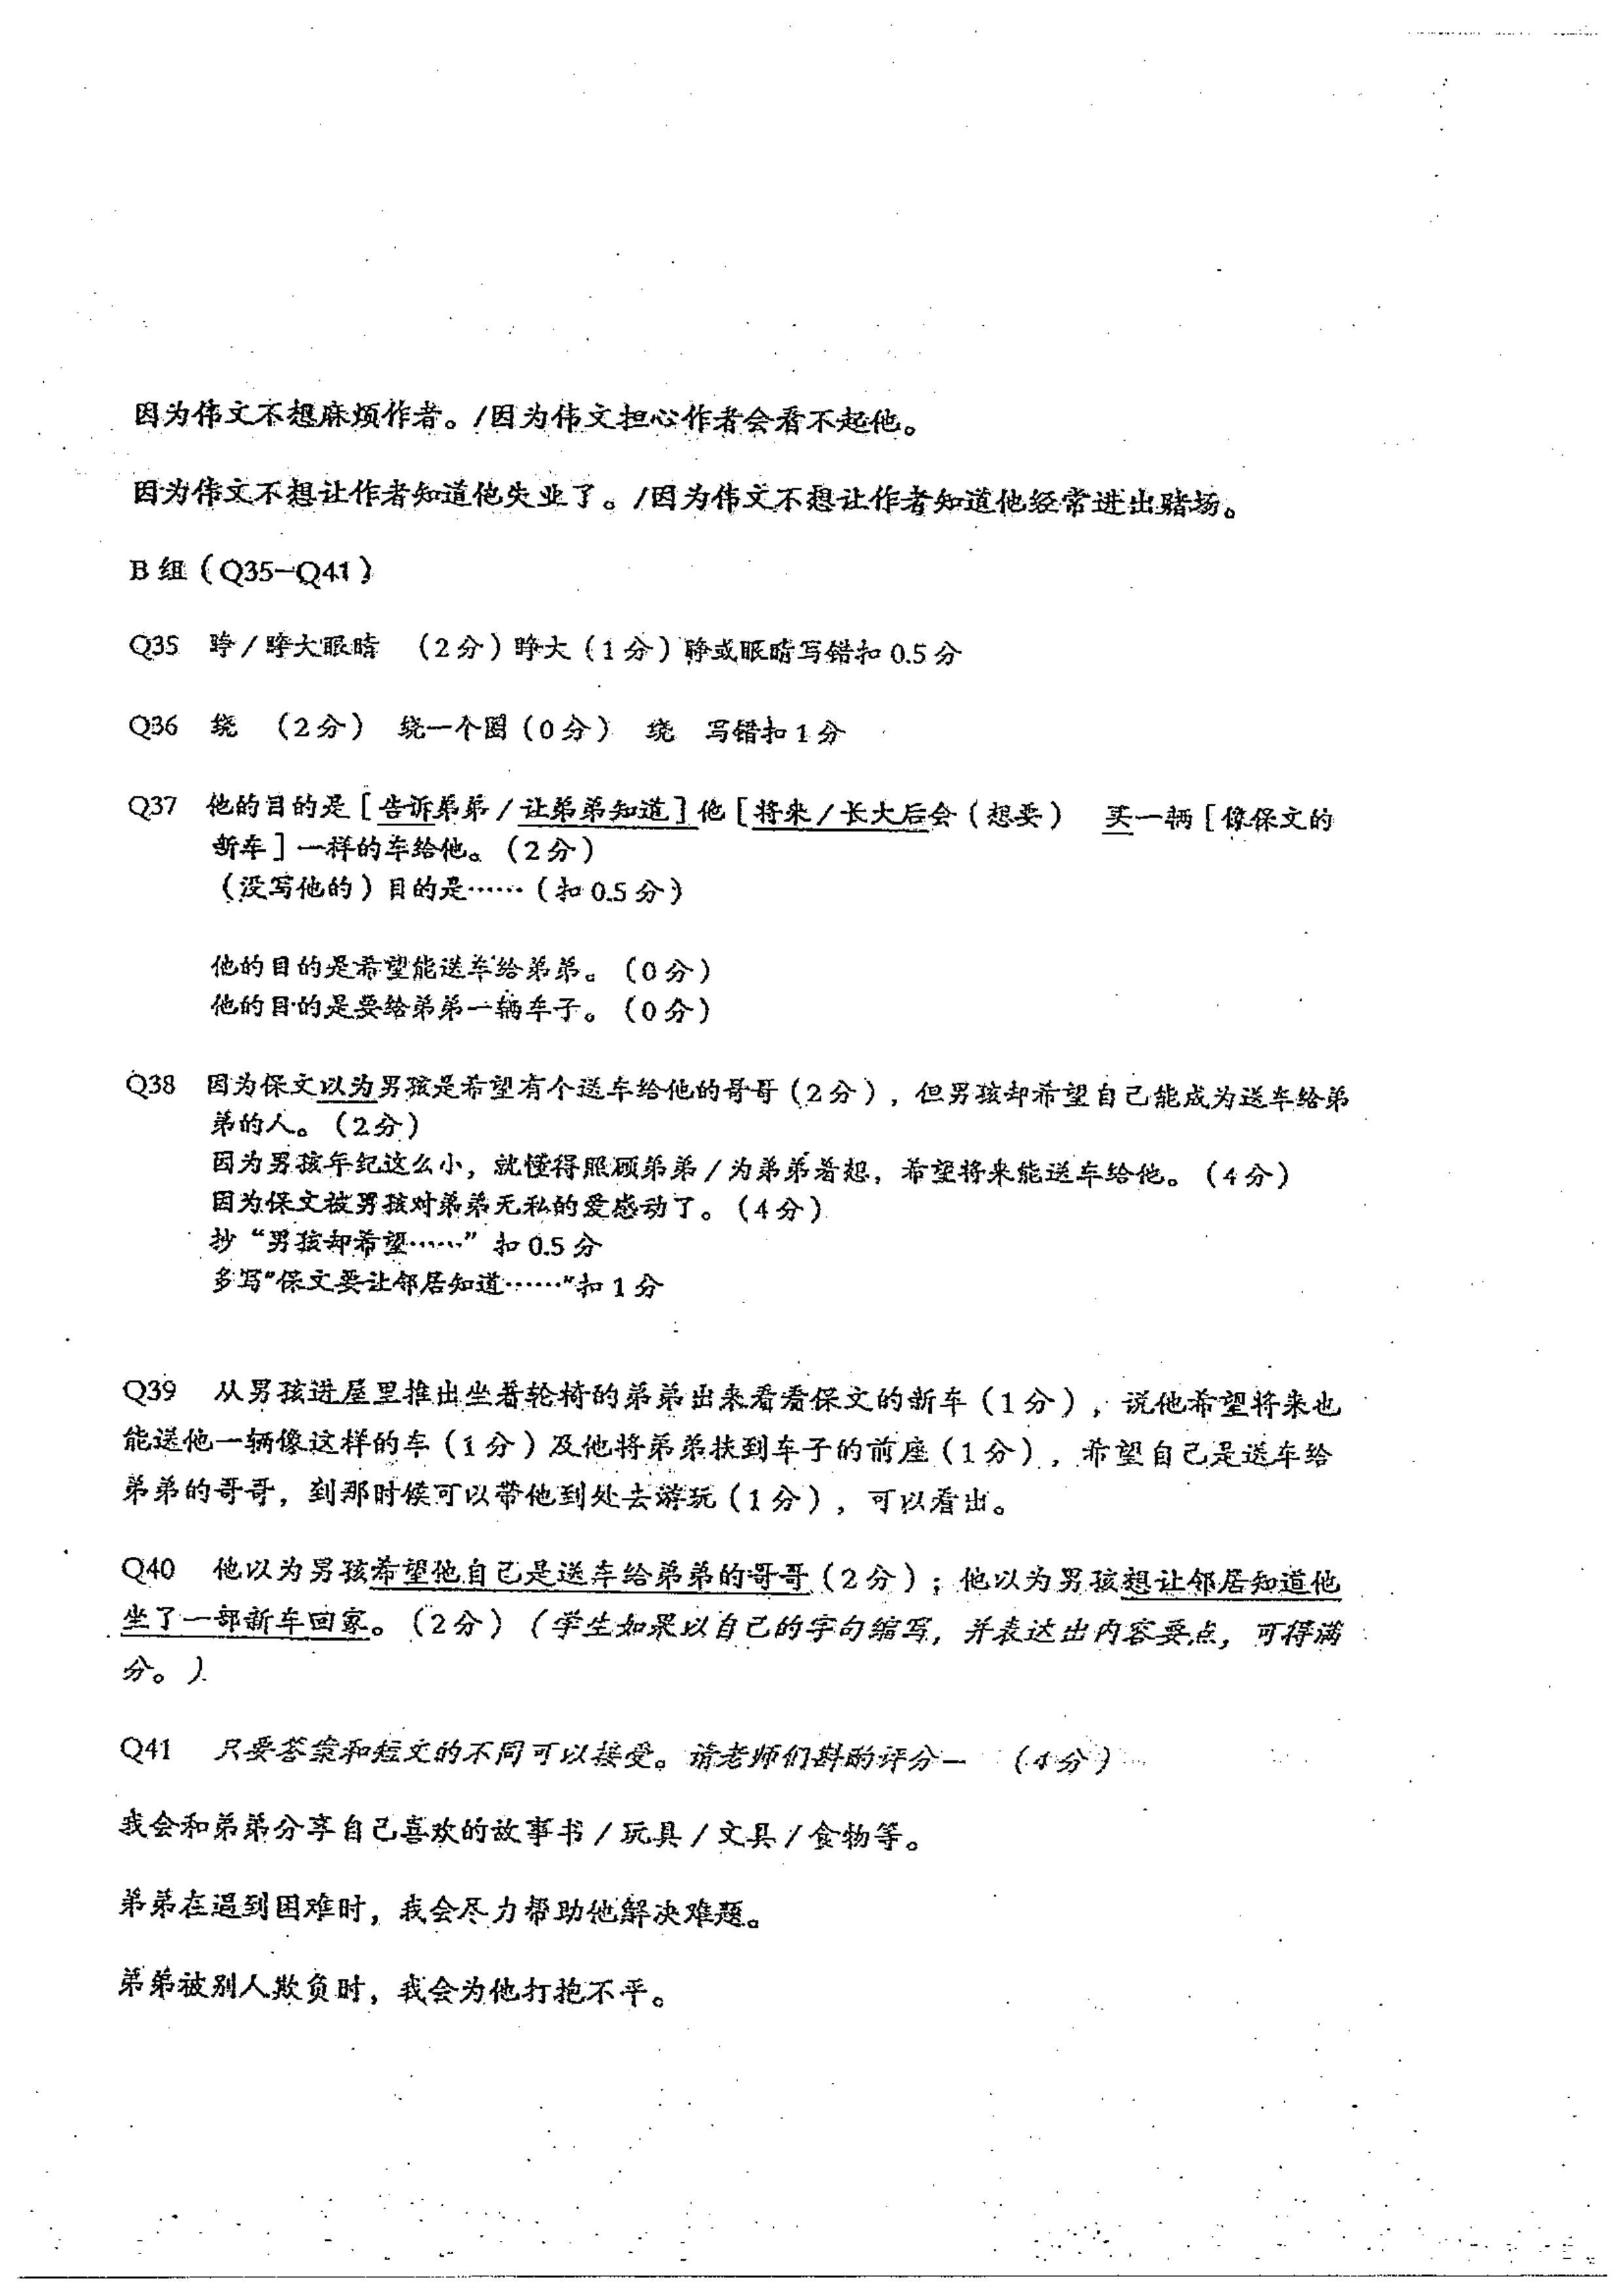 因为伟文不想麻烦作者。/因为伟文担心作者会看不起他。
因为伟文不想让作者知道他失业了。/因为伟文不想让作者知道他经常进出赌场。
B 组（Q35-Q41）
Q35 睁/睁大眼睛 （2分）睁大（1分）睁或眼睛写错扣 0.5 分
Q36 绕 （2分） 绕一个圈（0分） 绕 写错扣 1 分
Q37 他的目的是［告诉弟弟/让弟弟知道］他［将来/长大后会（想要） 买一辆［像保文的
新车］一样的车给他。（2分）
（没写他的）目的是……（扣 0.5 分）
他的目的是希望能送车给弟弟。（0分）
他的目的是要给弟弟一辆车子。（0分）
Q38 因为保文以为男孩是希望有个送车给他的哥哥（2分），但男孩却希望自己能成为送车给弟
弟的人。（2分）
因为男孩年纪这么小，就懂得照顾弟弟/为弟弟着想，希望将来能送车给他。（4分）
因为保文被男孩对弟弟无私的爱感动了。（4分）
抄“男孩却希望……”扣 0.5 分
多写"保文要让邻居知道……"扣 1 分
Q39 从男孩进屋里推出坐着轮椅的弟弟出来看看保文的新车（1分），说他希望将来也
能送他一辆像这样的车（1分）及他将弟弟扶到车子的前座（1分），希望自己是送车给
弟弟的哥哥，到那时候可以带他到处去游玩（1分），可以看出。
Q40 他以为男孩希望他自己是送车给弟弟的哥哥（2分）；他以为男孩想让邻居知道他
坐了一部新车回家。（2分）（学生如果以自己的字句编写，并表达出内容要点，可得满
分。）
Q41 只要答案和短文的不同可以接受。请老师们斟酌评分– （4分）
我会和弟弟分享自己喜欢的故事书/玩具/文具/食物等。
弟弟在遇到困难时，我会尽力帮助他解决难题。
弟弟被别人欺负时，我会为他打抱不平。